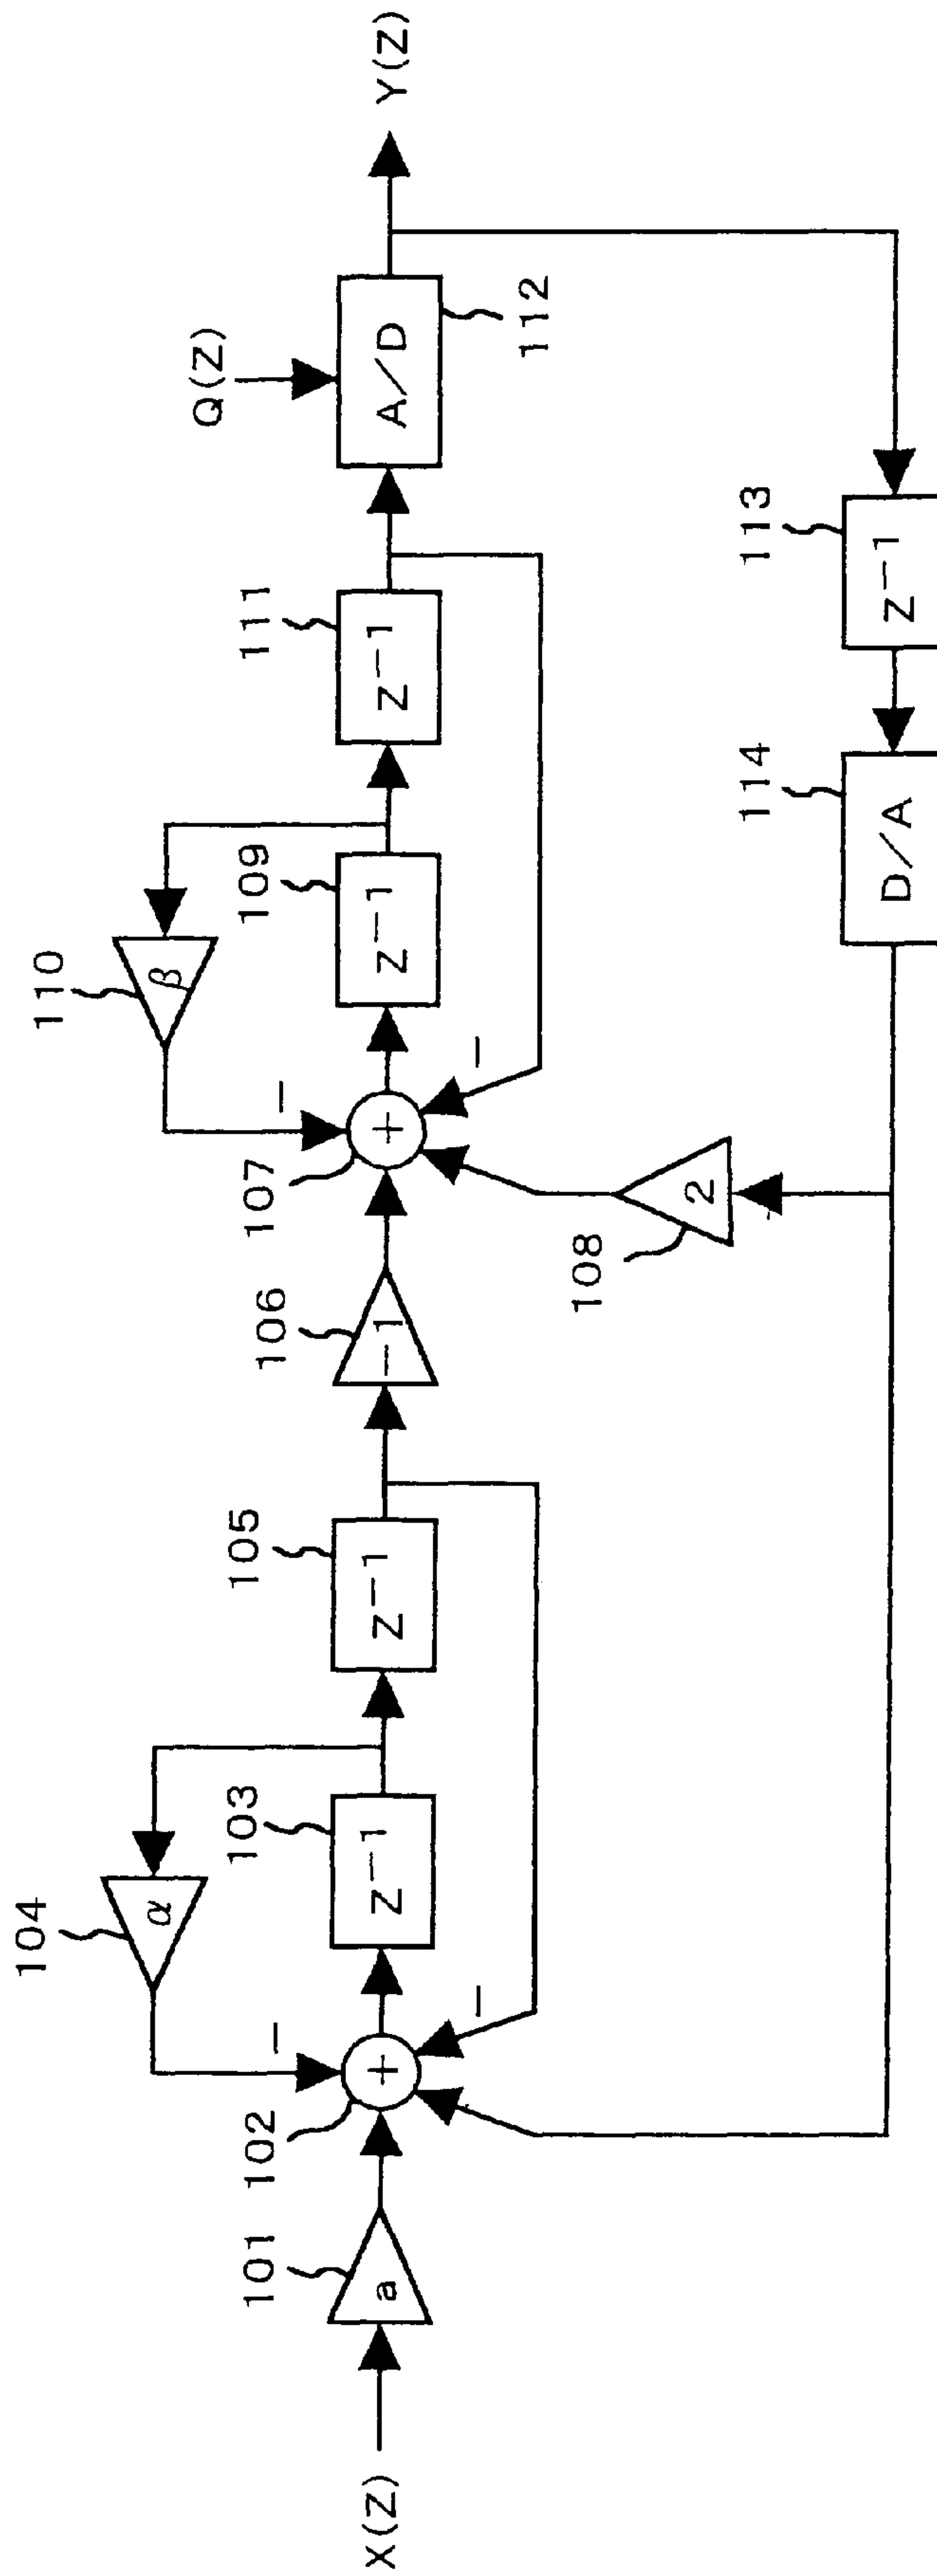 X(Z)
101
a
102
+
104
α
103
Z⁻¹
105
Z⁻¹
106
−1
107
+
108
2
110
β
109
Z⁻¹
111
Z⁻¹
Q(Z)
A/D
112
Y(Z)
113
Z⁻¹
114
D/A
−
−
−
−